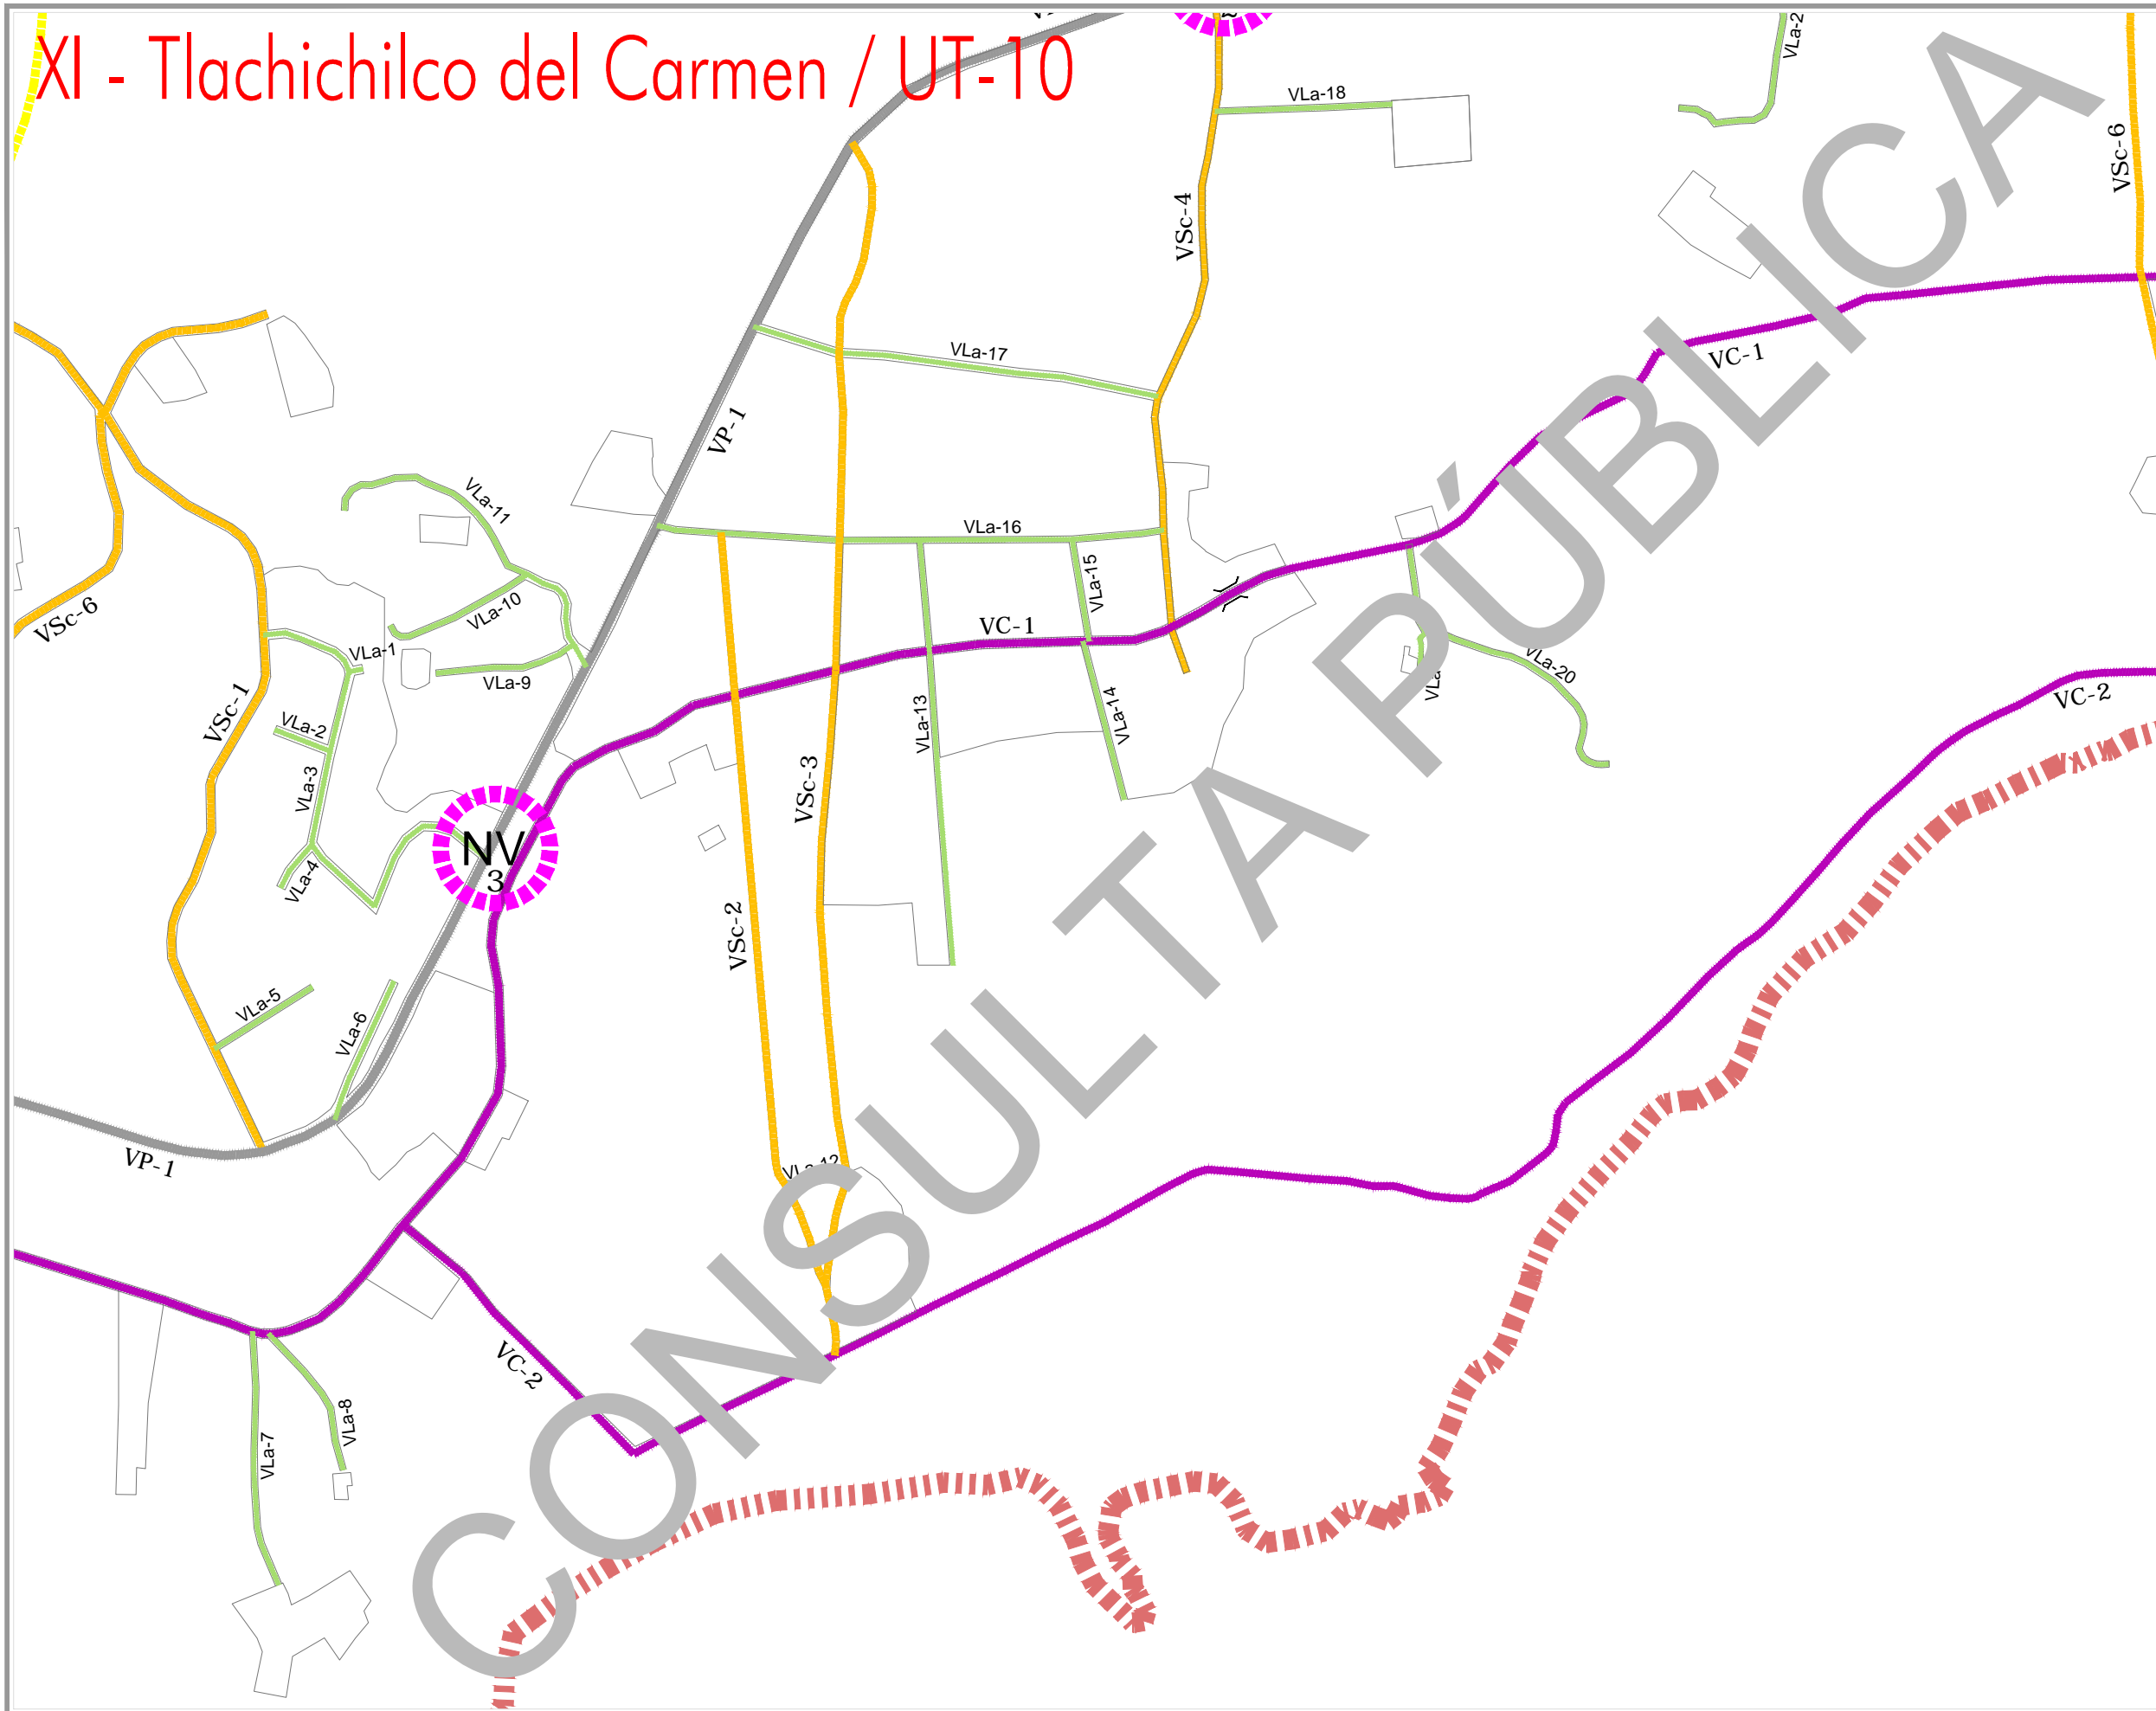 XI - Tlachichilco del Carmen / UT-10
VLa-18
VSc-4
VSc-6
VLa-17
VC-1
VP-1
VLa-11
VLa-16
VLa-10
VLa-15
VSc-6
VC-1
VLa-1
VLa-9
VLa-20
VSc-1
VLa-2
VLa-13
VLa-14
VC-2
VLa-3
VSc-3
NV
3
VLa-4
VSc-2
VLa-5
VLa-6
VP-1
VLa-12
VC-2
VLa-8
VLa-7
CONSULTA PÚBLICA